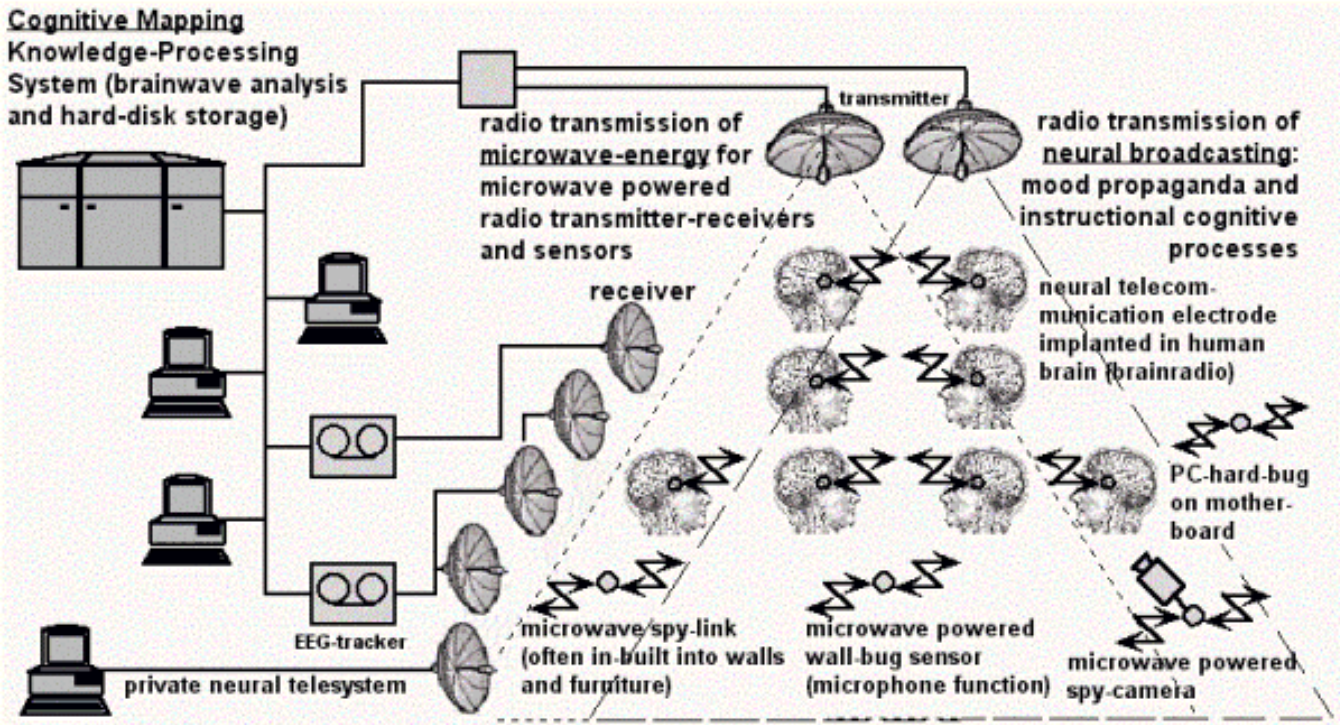 Cognitive Mapping
Knowledge-Processing
System (brainwave analysis
and hard-disk storage)
transmitter
radio transmission of
microwave-energy for
microwave powered
radio transmitter-receivers
and sensors
radio transmission of
neural broadcasting:
mood propaganda and
instructional cognitive
processes
receiver
neural telecom-
munication electrode
implanted in human
brain (brainradio)
PC-hard-bug
on mother-
board
EEG-tracker
microwave spy-link
(often in-built into walls
and furniture)
microwave powered
wall-bug sensor
(microphone function)
microwave powered
spy-camera
private neural telesystem